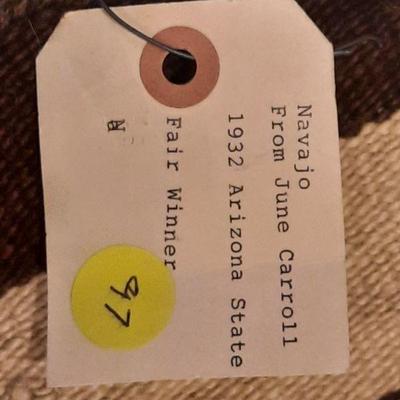 Navajo
From June Carroll
1932 Arizona State
Fair Winner
N
97